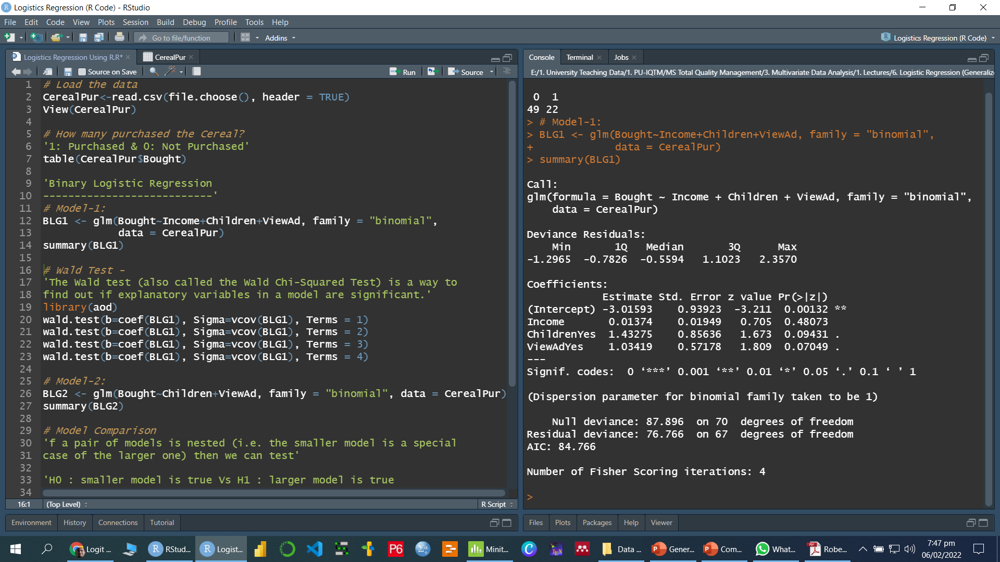 Logistics Regression (R Code) - RStudio
File Edit Code View Plots Session Build Debug Profile Tools Help
Go to file/function Addins Logistics Regression (R Code)
Logistics Regression Using R.R* CerealPur
Source on Save Run Source
1 # Load the data
2 CerealPur<-read.csv(file.choose(), header = TRUE)
3 View(CerealPur)
4
5 # How many purchased the Cereal?
6 '1: Purchased & 0: Not Purchased'
7 table(CerealPur$Bought)
8
9 'Binary Logistic Regression
10 ---------------------------'
11 # Model-1:
12 BLG1 <- glm(Bought~Income+Children+ViewAd, family = "binomial",
13 data = CerealPur)
14 summary(BLG1)
15
16 # Wald Test -
17 'The Wald test (also called the Wald Chi-Squared Test) is a way to
18 find out if explanatory variables in a model are significant.'
19 library(aod)
20 wald.test(b=coef(BLG1), Sigma=vcov(BLG1), Terms = 1)
21 wald.test(b=coef(BLG1), Sigma=vcov(BLG1), Terms = 2)
22 wald.test(b=coef(BLG1), Sigma=vcov(BLG1), Terms = 3)
23 wald.test(b=coef(BLG1), Sigma=vcov(BLG1), Terms = 4)
24
25 # Model-2:
26 BLG2 <- glm(Bought~Children+ViewAd, family = "binomial", data = CerealPur)
27 summary(BLG2)
28
29 # Model Comparison
30 'f a pair of models is nested (i.e. the smaller model is a special
31 case of the larger one) then we can test'
32
33 'H0 : smaller model is true Vs H1 : larger model is true
34
16:1 (Top Level) R Script
Environment History Connections Tutorial
Console Terminal Jobs
E:/1. University Teaching Data/1. PU-IQTM/MS Total Quality Management/3. Multivariate Data Analysis/1. Lectures/6. Logistic Regression (Generaliz
0 1
49 22
> # Model-1:
> BLG1 <- glm(Bought~Income+Children+ViewAd, family = "binomial",
+ data = CerealPur)
> summary(BLG1)
Call:
glm(formula = Bought ~ Income + Children + ViewAd, family = "binomial",
data = CerealPur)
Deviance Residuals:
Min 1Q Median 3Q Max
-1.2965 -0.7826 -0.5594 1.1023 2.3570
Coefficients:
Estimate Std. Error z value Pr(>|z|)
(Intercept) -3.01593 0.93923 -3.211 0.00132 **
Income 0.01374 0.01949 0.705 0.48073
ChildrenYes 1.43275 0.85636 1.673 0.09431 .
ViewAdYes 1.03419 0.57178 1.809 0.07049 .
---
Signif. codes: 0 ‘***’ 0.001 ‘**’ 0.01 ‘*’ 0.05 ‘.’ 0.1 ‘ ’ 1
(Dispersion parameter for binomial family taken to be 1)
Null deviance: 87.896 on 70 degrees of freedom
Residual deviance: 76.766 on 67 degrees of freedom
AIC: 84.766
Number of Fisher Scoring iterations: 4
>
Files Plots Packages Help Viewer
Logit ... RStud... Logist... P6 Minit... Data ... Gener... Com... What... Robe... 7:47 pm
06/02/2022